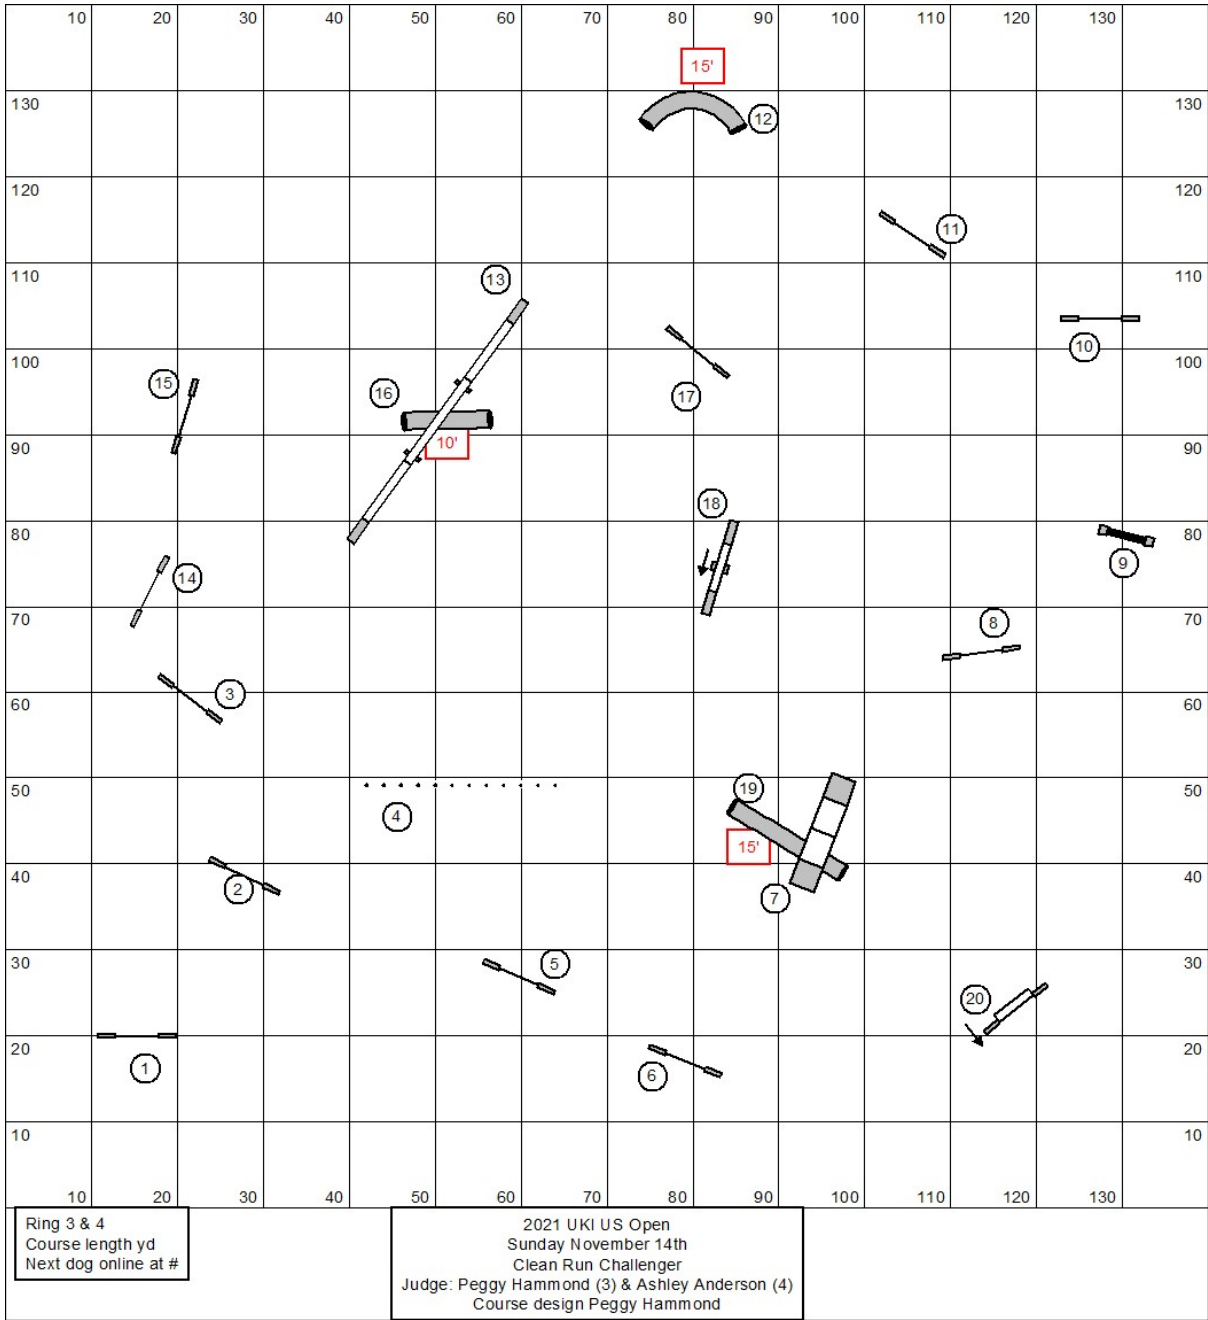 10 20 30 40 50 60 70 80 90 100 110 120 130
15'
130 130
12
120 120
11
110 110
13
10
100 100
15
16
17
90 10' 90
18
80 80
9
14
70 70
8
3
60 60
50 19 50
4
15'
40 40
2
7
30 5 30
20
20 20
1
6
10 10
10 20 30 40 50 60 70 80 90 100 110 120 130
Ring 3 & 4
Course length yd
Next dog online at #
2021 UKI US Open
Sunday November 14th
Clean Run Challenger
Judge: Peggy Hammond (3) & Ashley Anderson (4)
Course design Peggy Hammond